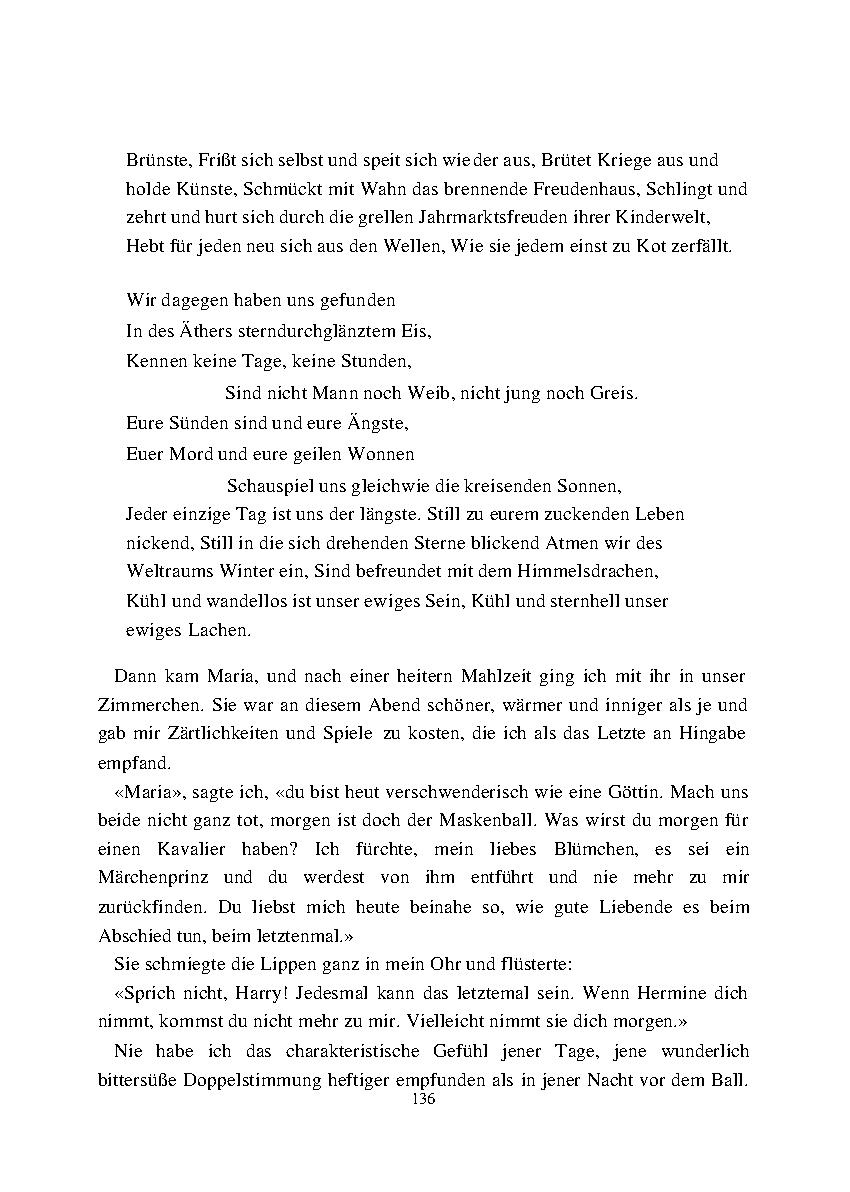 Brünste, Frißt sich selbst und speit sich wieder aus, Brütet Kriege aus und
holde Künste, Schmückt mit Wahn das brennende Freudenhaus, Schlingt und
zehrt und hurt sich durch die grellen Jahrmarktsfreuden ihrer Kinderwelt,
Hebt für jeden neu sich aus den Wellen, Wie sie jedem einst zu Kot zerfällt.
Wir dagegen haben uns gefunden
In des Äthers sterndurchglänztem Eis,
Kennen keine Tage, keine Stunden,
Sind nicht Mann noch Weib, nicht jung noch Greis.
Eure Sünden sind und eure Ängste,
Euer Mord und eure geilen Wonnen
Schauspiel uns gleichwie die kreisenden Sonnen,
Jeder einzige Tag ist uns der längste. Still zu eurem zuckenden Leben
nickend, Still in die sich drehenden Sterne blickend Atmen wir des
Weltraums Winter ein, Sind befreundet mit dem Himmelsdrachen,
Kühl und wandellos ist unser ewiges Sein, Kühl und sternhell unser
ewiges Lachen.
Dann kam Maria, und nach einer heitern Mahlzeit ging ich mit ihr in unser
Zimmerchen. Sie war an diesem Abend schöner, wärmer und inniger als je und
gab mir Zärtlichkeiten und Spiele zu kosten, die ich als das Letzte an Hingabe
empfand.
«Maria», sagte ich, «du bist heut verschwenderisch wie eine Göttin. Mach uns
beide nicht ganz tot, morgen ist doch der Maskenball. Was wirst du morgen für
einen Kavalier haben? Ich fürchte, mein liebes Blümchen, es sei ein
Märchenprinz und du werdest von ihm entführt und nie mehr zu mir
zurückfinden. Du liebst mich heute beinahe so, wie gute Liebende es beim
Abschied tun, beim letztenmal.»
Sie schmiegte die Lippen ganz in mein Ohr und flüsterte:
«Sprich nicht, Harry! Jedesmal kann das letztemal sein. Wenn Hermine dich
nimmt, kommst du nicht mehr zu mir. Vielleicht nimmt sie dich morgen.»
Nie habe ich das charakteristische Gefühl jener Tage, jene wunderlich
bittersüße Doppelstimmung heftiger empfunden als in jener Nacht vor dem Ball.
136